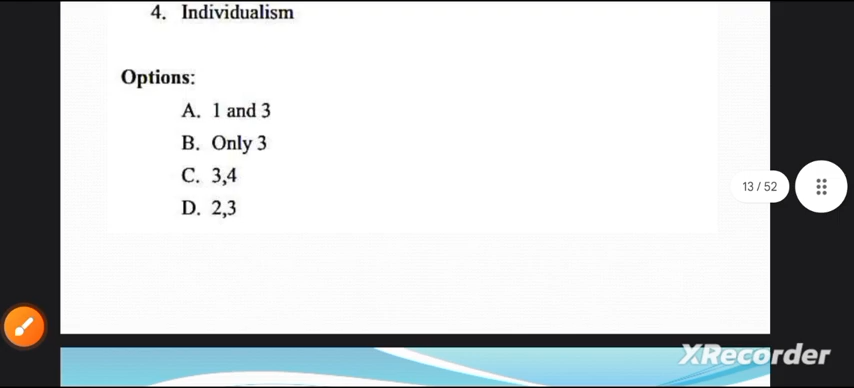 4. Individualism
Options:
A. 1 and 3
B. Only 3
C. 3,4
D. 2,3
13 / 52
XRecorder